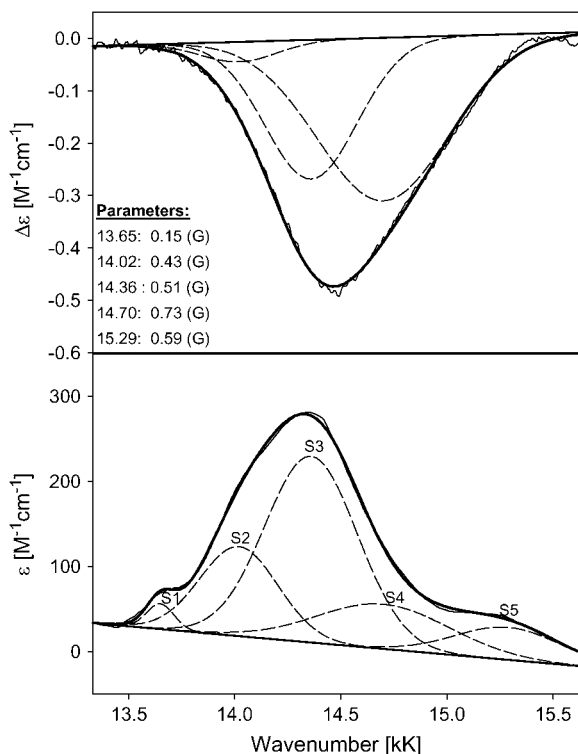 0.0
-0.1
-0.2
-0.3
-0.4
-0.5
-0.6
Δε [M⁻¹cm⁻¹]
Parameters:
13.65: 0.15 (G)
14.02: 0.43 (G)
14.36 : 0.51 (G)
14.70: 0.73 (G)
15.29: 0.59 (G)
300
200
100
0
ε [M⁻¹cm⁻¹]
S1
S2
S3
S4
S5
13.5 14.0 14.5 15.0 15.5
Wavenumber [kK]